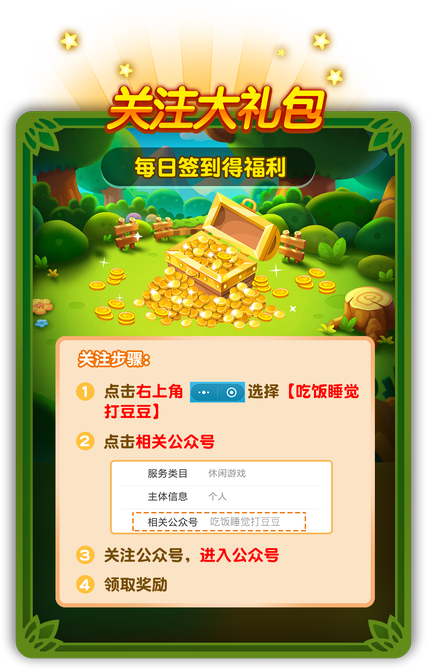 关注大礼包
每日签到得福利
关注步骤：
1 点击右上角 选择【吃饭睡觉
打豆豆】
2 点击相关公众号
服务类目 休闲游戏
主体信息 个人
相关公众号 吃饭睡觉打豆豆
3 关注公众号，进入公众号
4 领取奖励